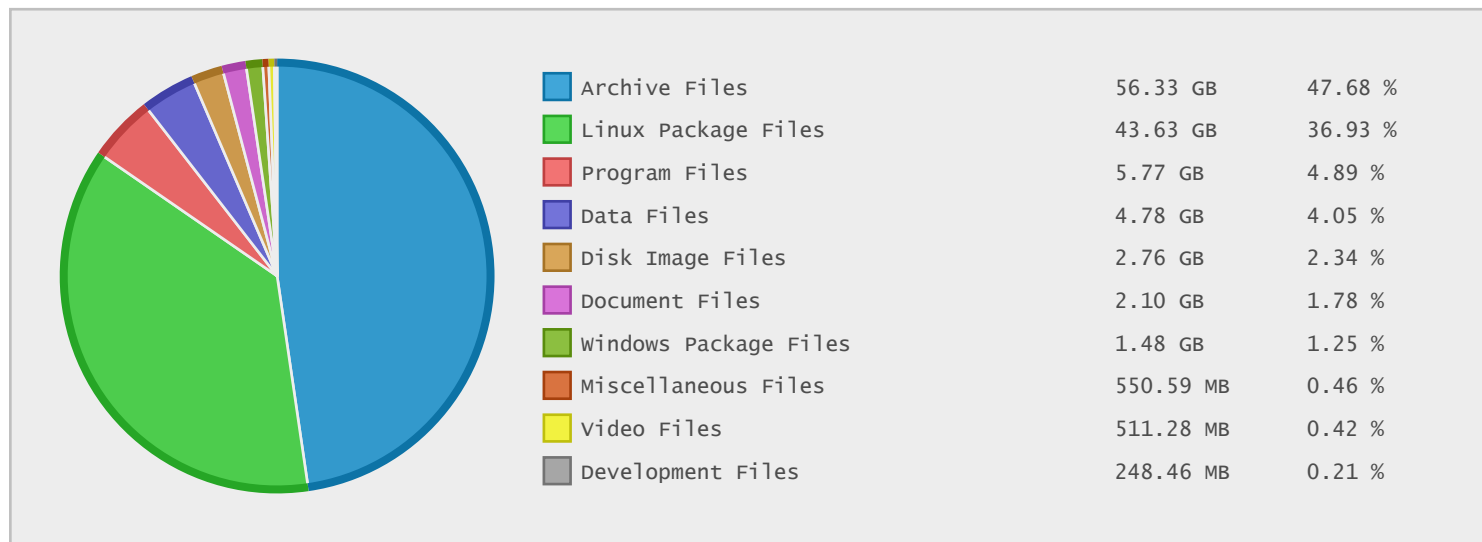 Archive Files 56.33 GB 47.68 %
Linux Package Files 43.63 GB 36.93 %
Program Files 5.77 GB 4.89 %
Data Files 4.78 GB 4.05 %
Disk Image Files 2.76 GB 2.34 %
Document Files 2.10 GB 1.78 %
Windows Package Files 1.48 GB 1.25 %
Miscellaneous Files 550.59 MB 0.46 %
Video Files 511.28 MB 0.42 %
Development Files 248.46 MB 0.21 %